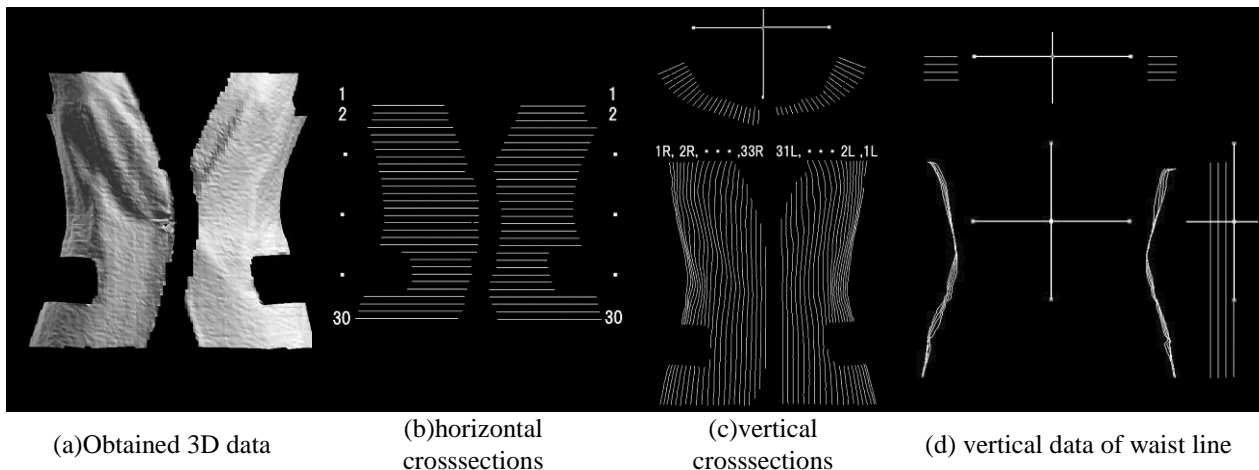 1
2
·
·
·
30
1
2
·
·
·
30
1R, 2R, ・・・,33R 31L, ・・・ 2L ,1L
(a)Obtained 3D data
(b)horizontal
crosssections
(c)vertical
crosssections
(d) vertical data of waist line